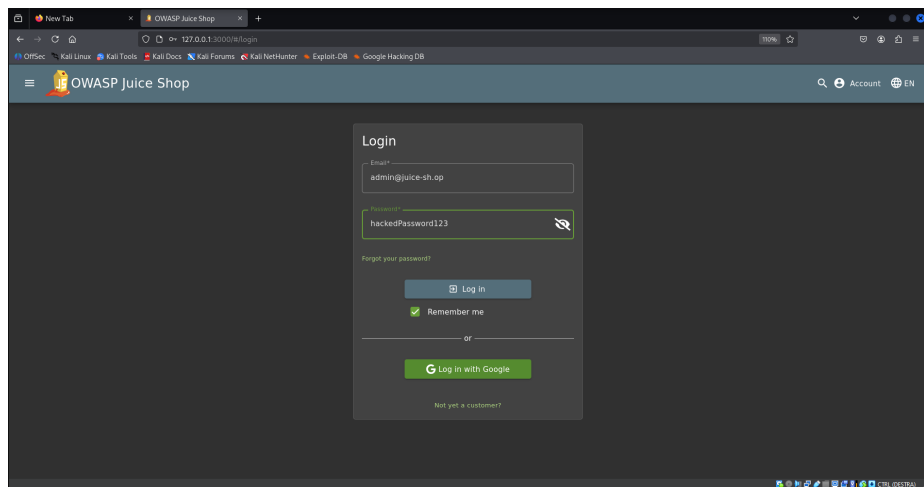 New Tab
OWASP Juice Shop
127.0.0.1:3000/#/login
110%
OffSec Kali Linux Kali Tools Kali Docs Kali Forums Kali NetHunter Exploit-DB Google Hacking DB
OWASP Juice Shop
Account EN
Login
Email*
admin@juice-sh.op
Password*
hackedPassword123
Forgot your password?
Log in
Remember me
or
G Log in with Google
Not yet a customer?
CTRL (DESTRA)